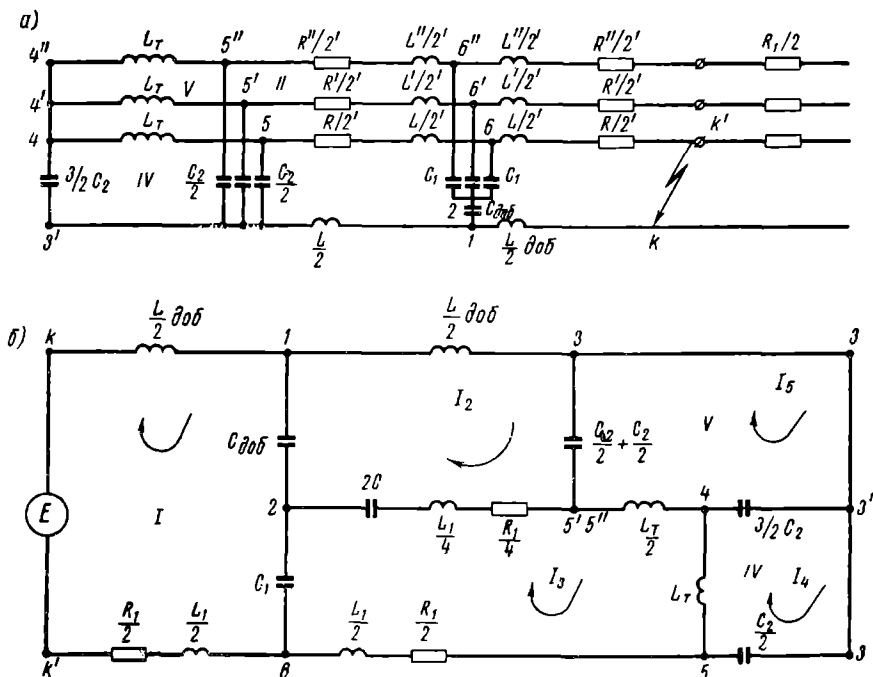 а)
L_T 5" R"/2' L"/2' 6" L"/2' R"/2' R_1/2
4"
L_T 5' R'/2' L'/2' 6' L'/2' R'/2'
4' V II
L_T 5 R/2' L/2' 6 L/2' R/2' k'
4
3/2 C_2 IV C_2/2 C_2/2 C_1 C_1
2 C_доб
3' L/2 1 L/2 доб k
б)
L/2 доб L/2 доб
k 1 3 3
I_5
I_2 V
C_доб C_2/2
2C 4
E I 2 L_1/4 R_1/4 5' 5" L_T/2 3/2 C_2 3'
C_1 I_3 L_T IV I_4
R_1/2 L_1/2 L_1/2 R_1/2 C_2/2
k' в 5 3